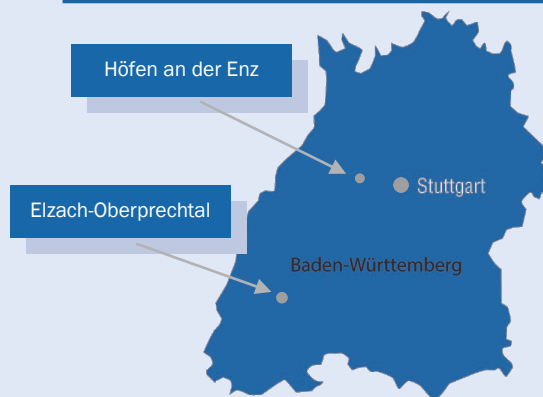 Höfen an der Enz
Stuttgart
Elzach-Oberprechtal
Baden-Württemberg